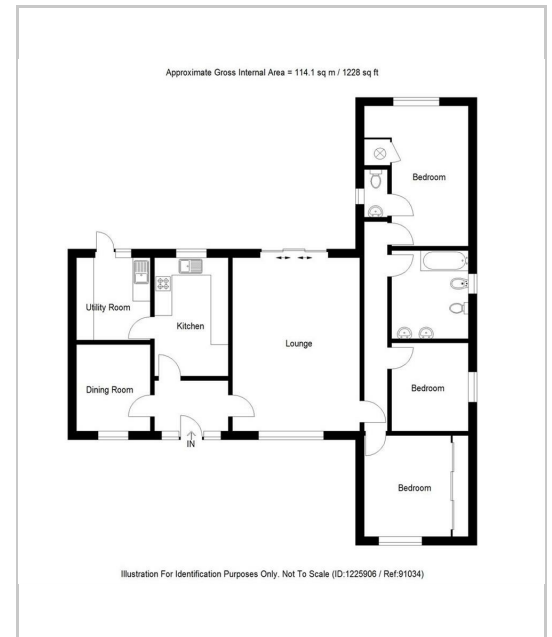 Approximate Gross Internal Area = 114.1 sq m / 1228 sq ft
Bedroom
Utility Room
Kitchen
Lounge
Dining Room
Bedroom
IN
Bedroom
Illustration For Identification Purposes Only. Not To Scale (ID:1225906 / Ref:91034)